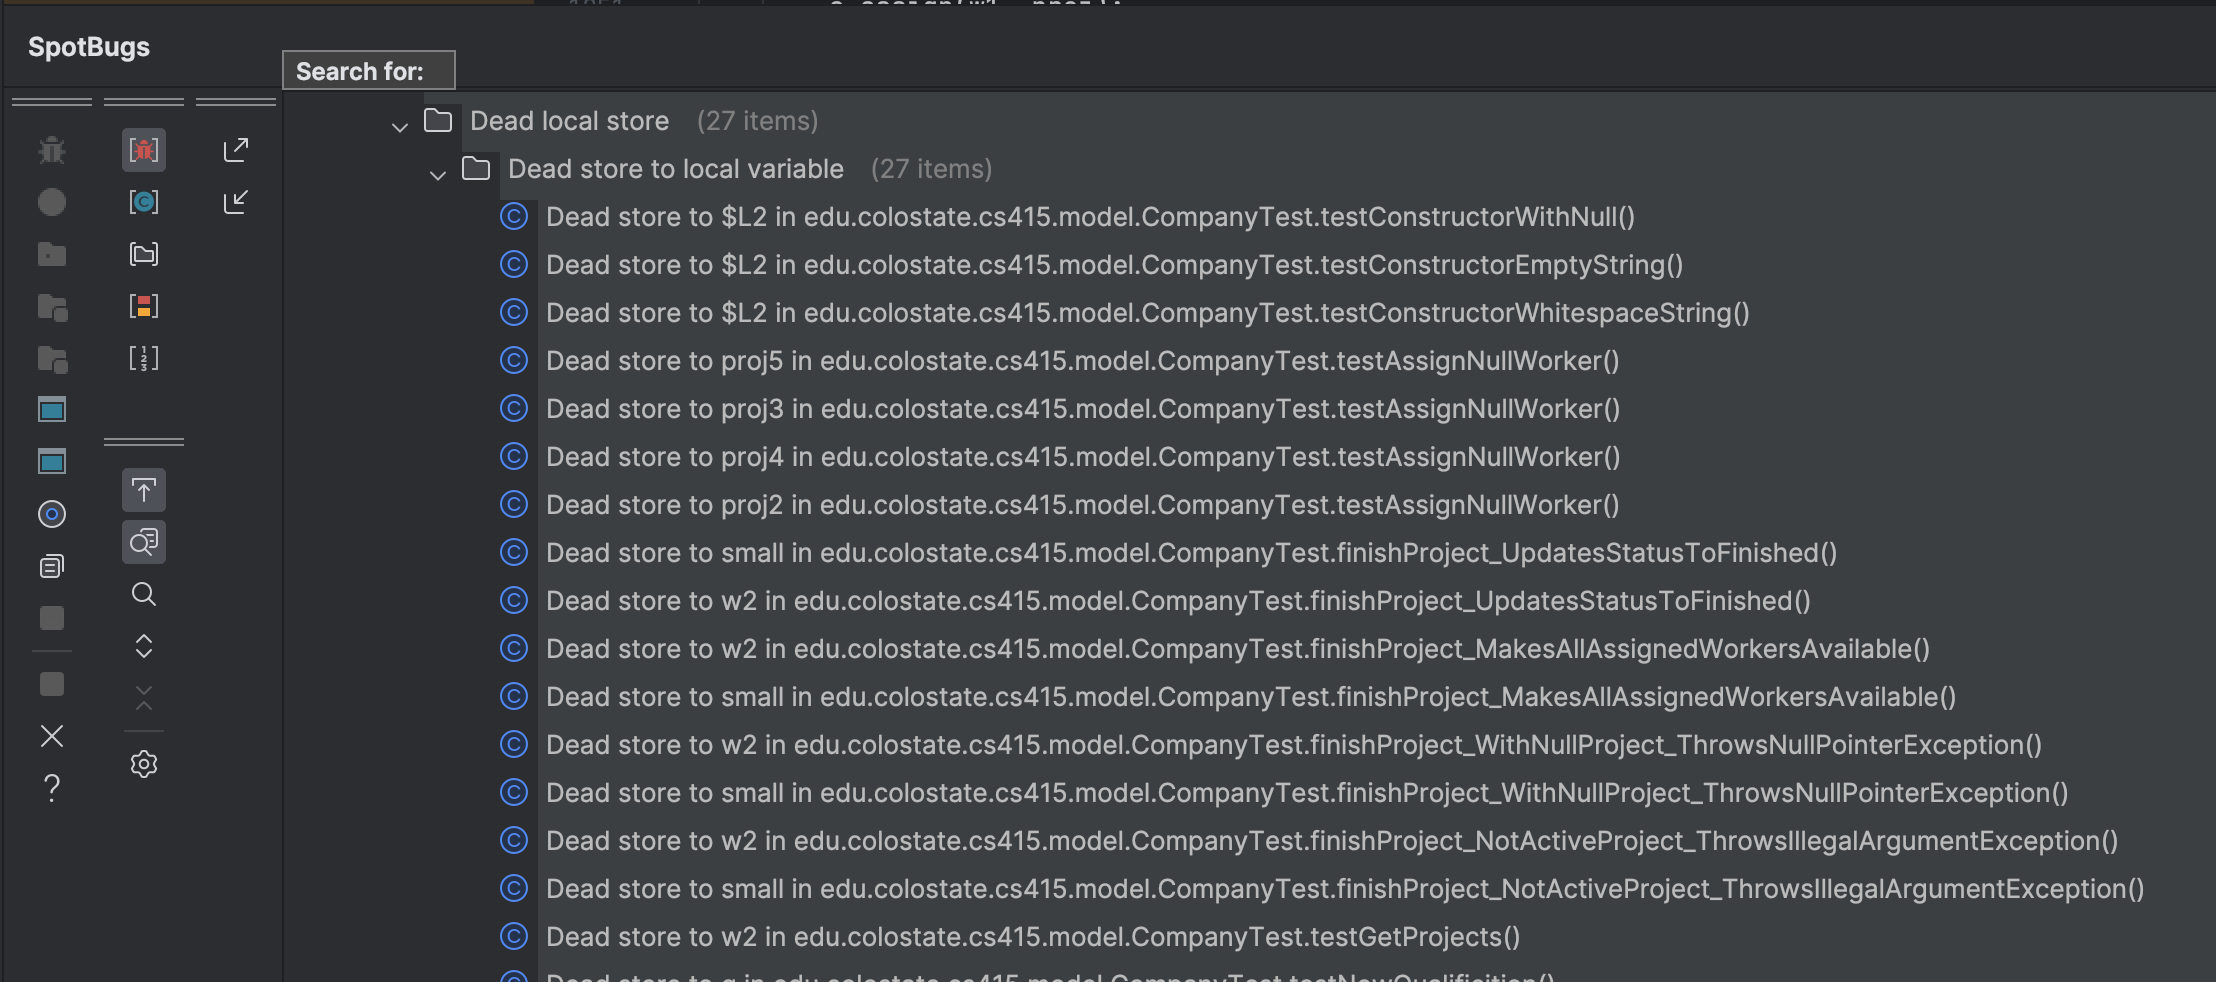 SpotBugs
Search for:
Dead local store (27 items)
Dead store to local variable (27 items)
Dead store to $L2 in edu.colostate.cs415.model.CompanyTest.testConstructorWithNull()
Dead store to $L2 in edu.colostate.cs415.model.CompanyTest.testConstructorEmptyString()
Dead store to $L2 in edu.colostate.cs415.model.CompanyTest.testConstructorWhitespaceString()
Dead store to proj5 in edu.colostate.cs415.model.CompanyTest.testAssignNullWorker()
Dead store to proj3 in edu.colostate.cs415.model.CompanyTest.testAssignNullWorker()
Dead store to proj4 in edu.colostate.cs415.model.CompanyTest.testAssignNullWorker()
Dead store to proj2 in edu.colostate.cs415.model.CompanyTest.testAssignNullWorker()
Dead store to small in edu.colostate.cs415.model.CompanyTest.finishProject_UpdatesStatusToFinished()
Dead store to w2 in edu.colostate.cs415.model.CompanyTest.finishProject_UpdatesStatusToFinished()
Dead store to w2 in edu.colostate.cs415.model.CompanyTest.finishProject_MakesAllAssignedWorkersAvailable()
Dead store to small in edu.colostate.cs415.model.CompanyTest.finishProject_MakesAllAssignedWorkersAvailable()
Dead store to w2 in edu.colostate.cs415.model.CompanyTest.finishProject_WithNullProject_ThrowsNullPointerException()
Dead store to small in edu.colostate.cs415.model.CompanyTest.finishProject_WithNullProject_ThrowsNullPointerException()
Dead store to w2 in edu.colostate.cs415.model.CompanyTest.finishProject_NotActiveProject_ThrowsIllegalArgumentException()
Dead store to small in edu.colostate.cs415.model.CompanyTest.finishProject_NotActiveProject_ThrowsIllegalArgumentException()
Dead store to w2 in edu.colostate.cs415.model.CompanyTest.testGetProjects()
Dead store to q in edu.colostate.cs415.model.CompanyTest.testNewQualificition()